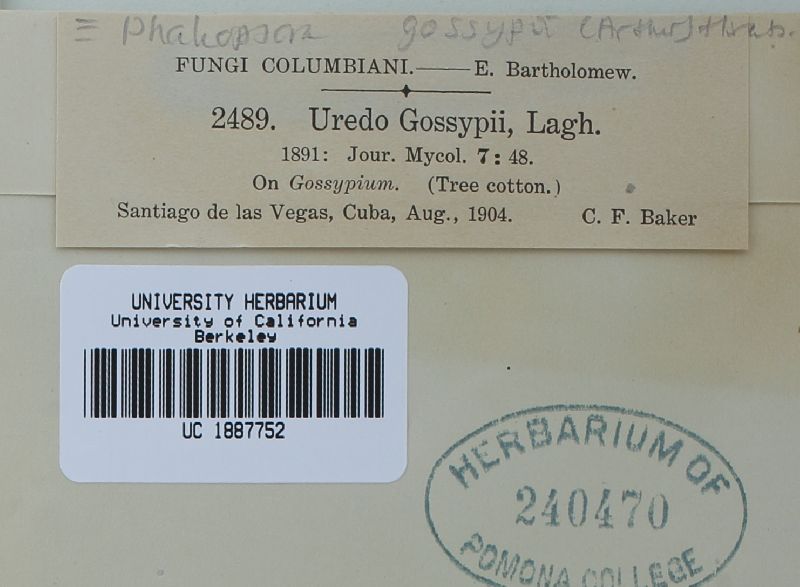 = Phakopsora gossypii (Arthur) Hirats.
FUNGI COLUMBIANI.—E. Bartholomew.
2489. Uredo Gossypii, Lagh.
1891: Jour. Mycol. 7: 48.
On Gossypium. (Tree cotton.)
Santiago de las Vegas, Cuba, Aug., 1904. C. F. Baker
UNIVERSITY HERBARIUM
University of California
Berkeley
UC 1887752
HERBARIUM OF
240470
POMONA COLLEGE